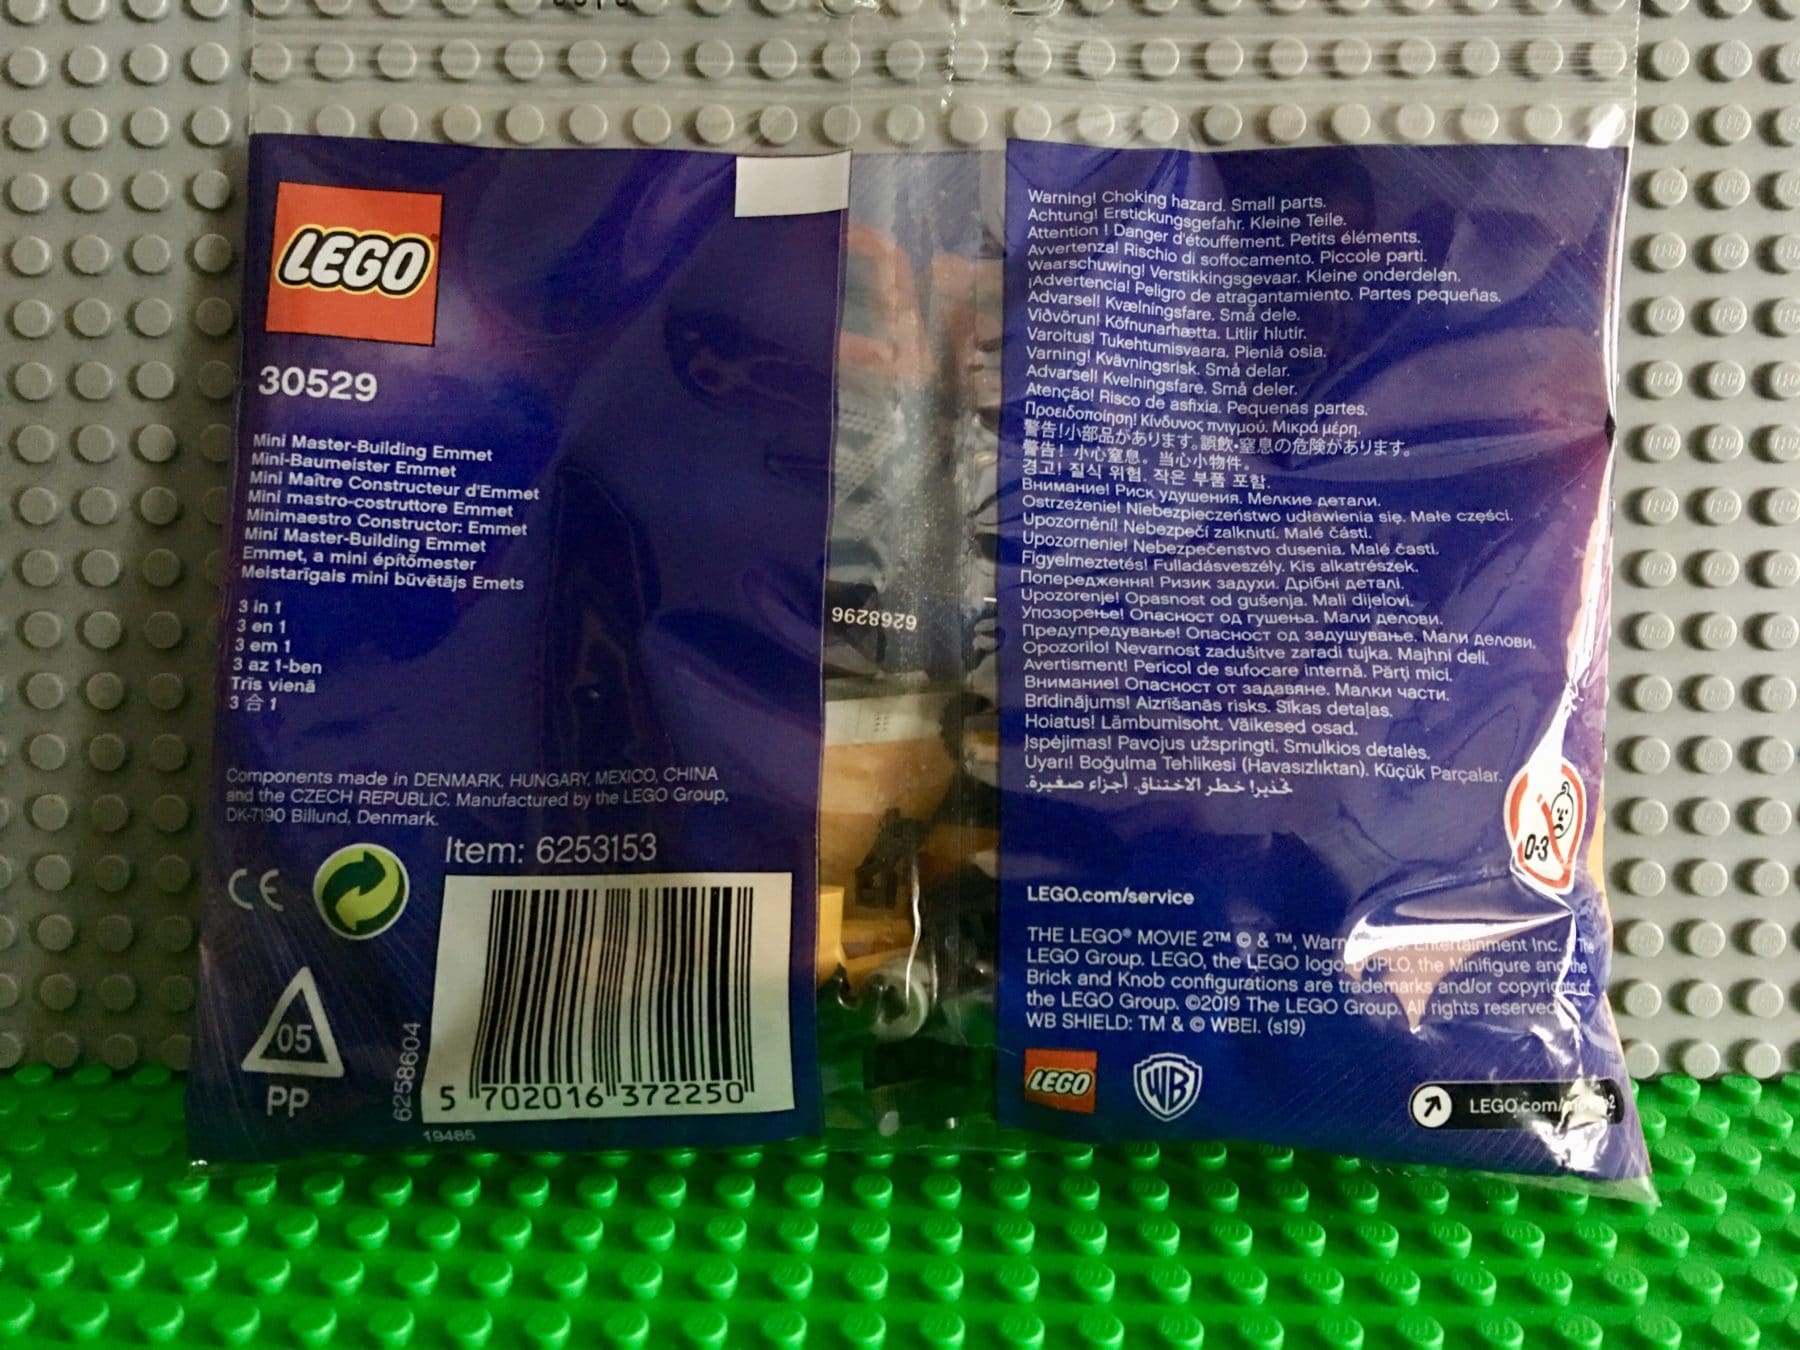 LEGO
30529
Mini Master-Building Emmet
Mini-Baumeister Emmet
Mini Maître Constructeur d'Emmet
Mini mastro-costruttore Emmet
Minimaestro Constructor: Emmet
Mini Master-Building Emmet
Emmet, a mini építőmester
Meistarīgais mini būvētājs Emets
3 in 1
3 en 1
3 em 1
3 az 1-ben
Trīs vienā
3 合 1
Components made in DENMARK, HUNGARY, MEXICO, CHINA
and the CZECH REPUBLIC. Manufactured by the LEGO Group,
DK-7190 Billund, Denmark.
Item: 6253153
CE
05
PP
6258604
5 702016 372250
19485
6268296
Warning! Choking hazard. Small parts.
Achtung! Erstickungsgefahr. Kleine Teile.
Attention ! Danger d'étouffement. Petits éléments.
Avvertenza! Rischio di soffocamento. Piccole parti.
Waarschuwing! Verstikkingsgevaar. Kleine onderdelen.
¡Advertencia! Peligro de atragantamiento. Partes pequeñas.
Advarsel! Kvælningsfare. Små dele.
Viðvörun! Köfnunarhætta. Litlir hlutir.
Varoitus! Tukehtumisvaara. Pieniä osia.
Varning! Kvävningsrisk. Små delar.
Advarsel! Kvelningsfare. Små deler.
Atenção! Risco de asfixia. Pequenas partes.
Προειδοποίηση! Κίνδυνος πνιγμού. Μικρά μέρη.
警告!小部品があります。誤飲・窒息の危険があります。
警告! 小心窒息。当心小物件。
경고! 질식 위험. 작은 부품 포함.
Внимание! Риск удушения. Мелкие детали.
Ostrzeżenie! Niebezpieczeństwo udławienia się. Małe części.
Upozornění! Nebezpečí zalknutí. Malé části.
Upozornenie! Nebezpečenstvo dusenia. Malé časti.
Figyelmeztetés! Fulladásveszély. Kis alkatrészek.
Попередження! Ризик задухи. Дрібні деталі.
Upozorenje! Opasnost od gušenja. Mali dijelovi.
Упозорење! Опасност од гушења. Мали делови.
Предупредување! Опасност од задушување. Мали делови.
Opozorilo! Nevarnost zadušitve zaradi tujka. Majhni deli.
Avertisment! Pericol de sufocare internă. Părți mici.
Внимание! Опасност от задавяне. Малки части.
Brīdinājums! Aizrīšanās risks. Sīkas detaļas.
Hoiatus! Lämbumisoht. Väikesed osad.
Įspėjimas! Pavojus užspringti. Smulkios detalės.
Uyarı! Boğulma Tehlikesi (Havasızlıktan). Küçük Parçalar.
تحذير! خطر الاختناق. أجزاء صغيرة.
0-3
LEGO.com/service
THE LEGO® MOVIE 2™ © & ™, Entertainment Inc. The
LEGO Group. LEGO, the LEGO logo, DUPLO, the Minifigure and the
Brick and Knob configurations are trademarks and/or copyrights of
the LEGO Group. ©2019 The LEGO Group. All rights reserved.
WB SHIELD: TM & © WBEI. (s19)
LEGO
WB
LEGO.com/